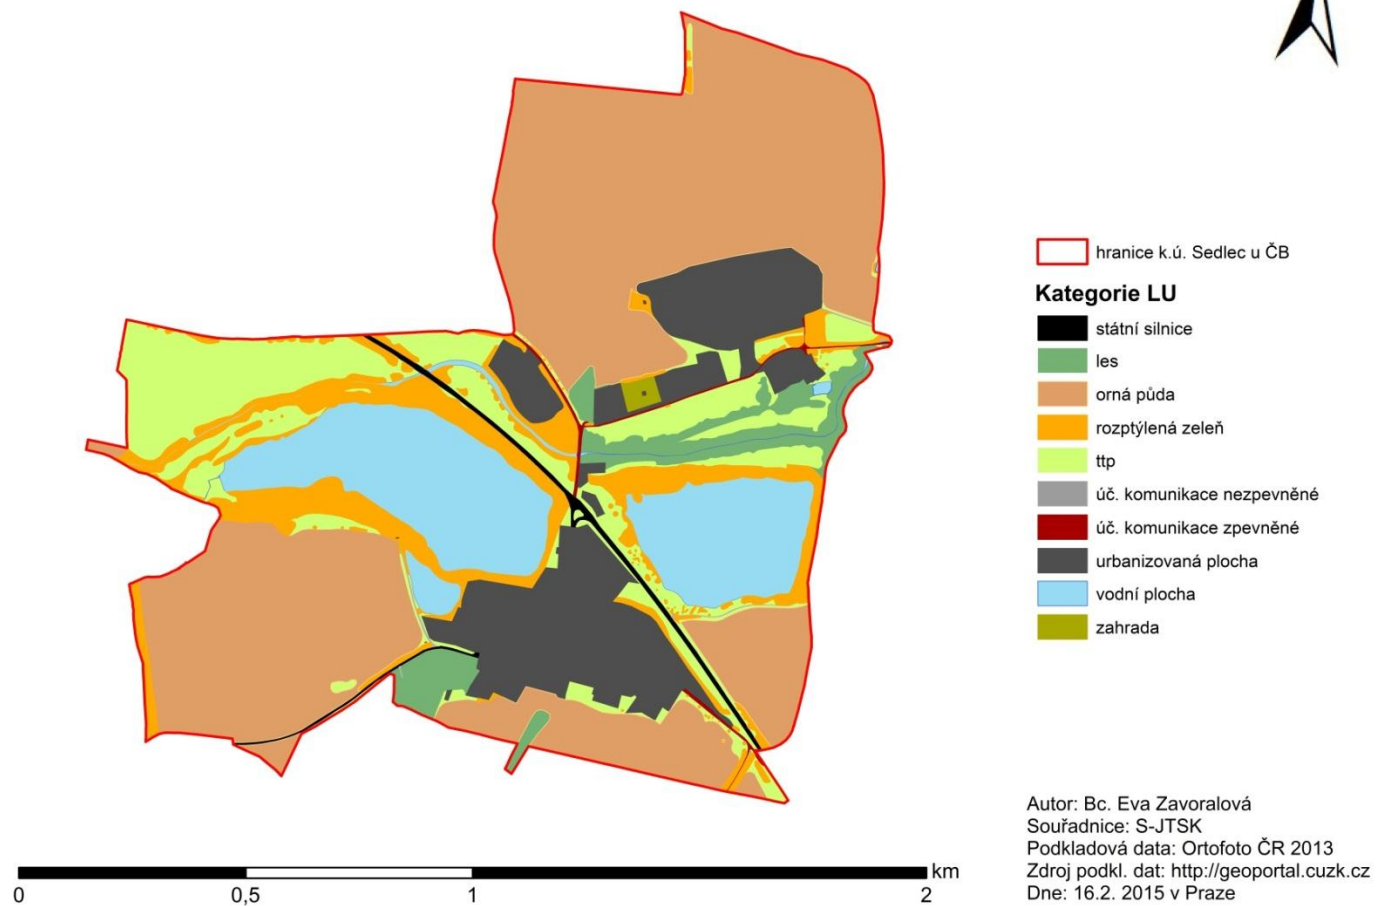 hranice k.ú. Sedlec u ČB
Kategorie LU
státní silnice
les
orná půda
rozptýlená zeleň
ttp
úč. komunikace nezpevněné
úč. komunikace zpevněné
urbanizovaná plocha
vodní plocha
zahrada
Autor: Bc. Eva Zavoralová
Souřadnice: S-JTSK
Podkladová data: Ortofoto ČR 2013
Zdroj podkl. dat: http://geoportal.cuzk.cz
Dne: 16.2. 2015 v Praze
km
0 0,5 1 2